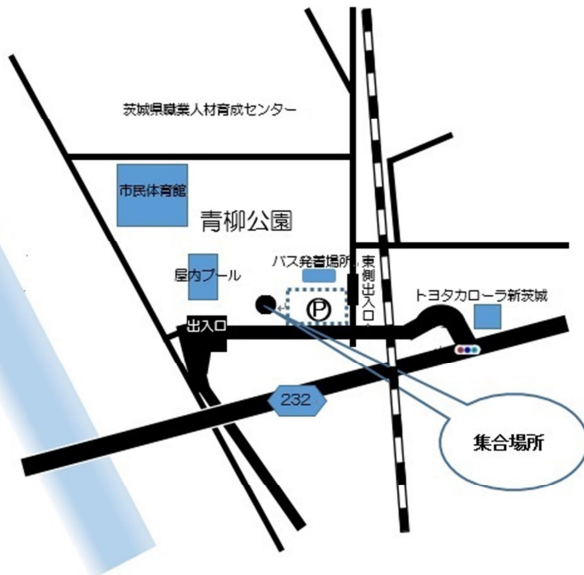 茨城県職業人材育成センター
市民体育館
青柳公園
屋内プール
バス発着場所
東側出入口
トヨタカローラ新茨城
P
出入口
232
集合場所